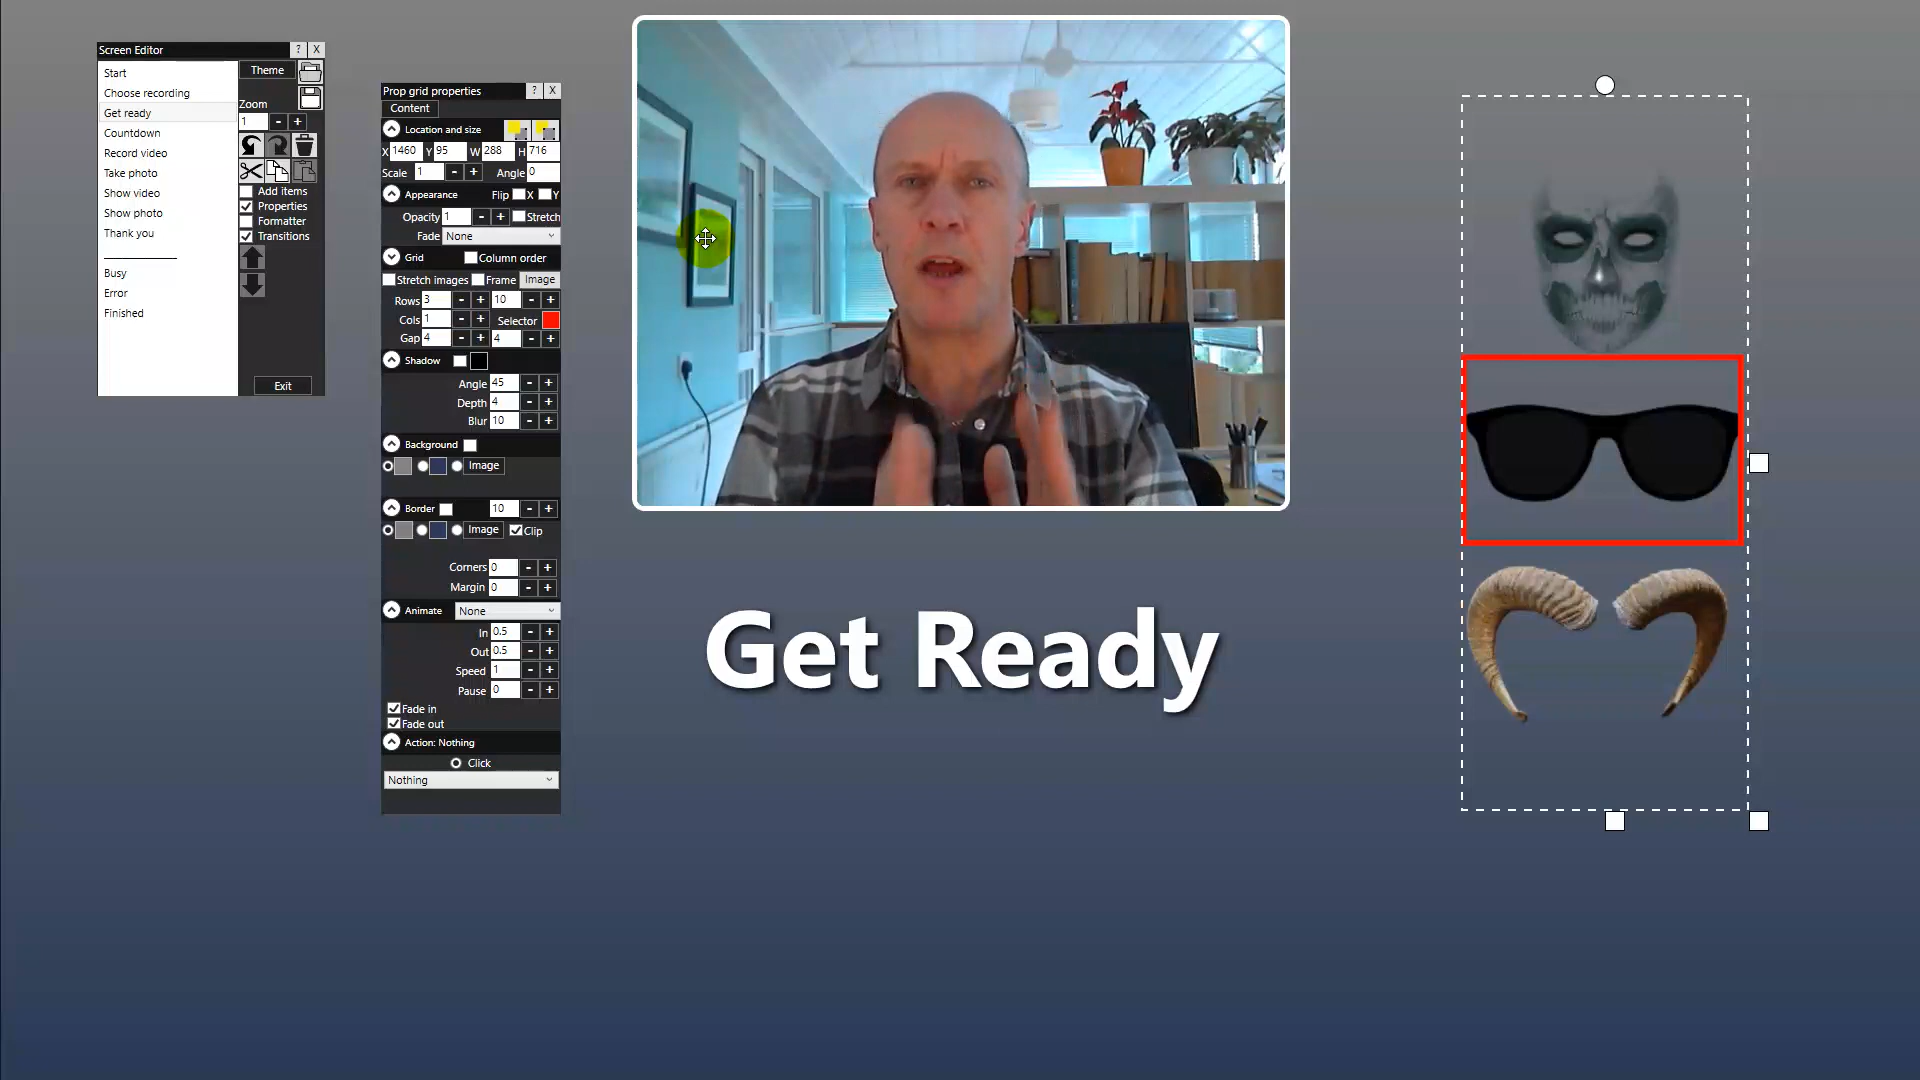 Screen Editor ? X
Start
Choose recording
Get ready
Countdown
Record video
Take photo
Show video
Show photo
Thank you
Busy
Error
Finished
Theme
Zoom
1 - +
Add items
Properties
Formatter
Transitions
Exit
Prop grid properties ? X
Content
Location and size
X 1460 Y 95 W 288 H 716
Scale 1 - + Angle 0
Appearance Flip X Y
Opacity 1 - + Stretch
Fade None
Grid Column order
Stretch images Frame Image
Rows 3 - + 10 - +
Cols 1 - + Selector
Gap 4 - + 4 - +
Shadow
Angle 45 - +
Depth 4 - +
Blur 10 - +
Background
Image
Border 10 - +
Image Clip
Corners 0 - +
Margin 0 - +
Animate None
In 0.5 - +
Out 0.5 - +
Speed 1 - +
Pause 0 - +
Fade in
Fade out
Action: Nothing
Click
Nothing
Get Ready